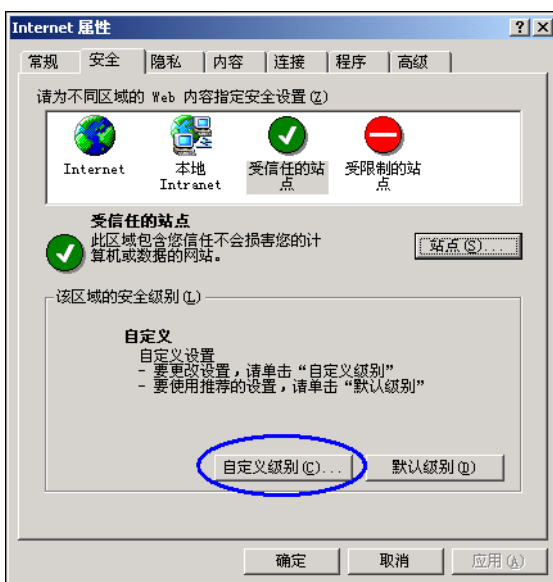 Internet 属性
常规 安全 隐私 内容 连接 程序 高级
请为不同区域的 Web 内容指定安全设置(Z)
Internet
本地
Intranet
受信任的站
点
受限制的站
点
受信任的站点
此区域包含您信任不会损害您的计
算机或数据的网站。
站点(S)...
该区域的安全级别(L)
自定义
自定义设置
- 要更改设置，请单击“自定义级别”
- 要使用推荐的设置，请单击“默认级别”
自定义级别(C)... 默认级别(D)
确定 取消 应用(A)